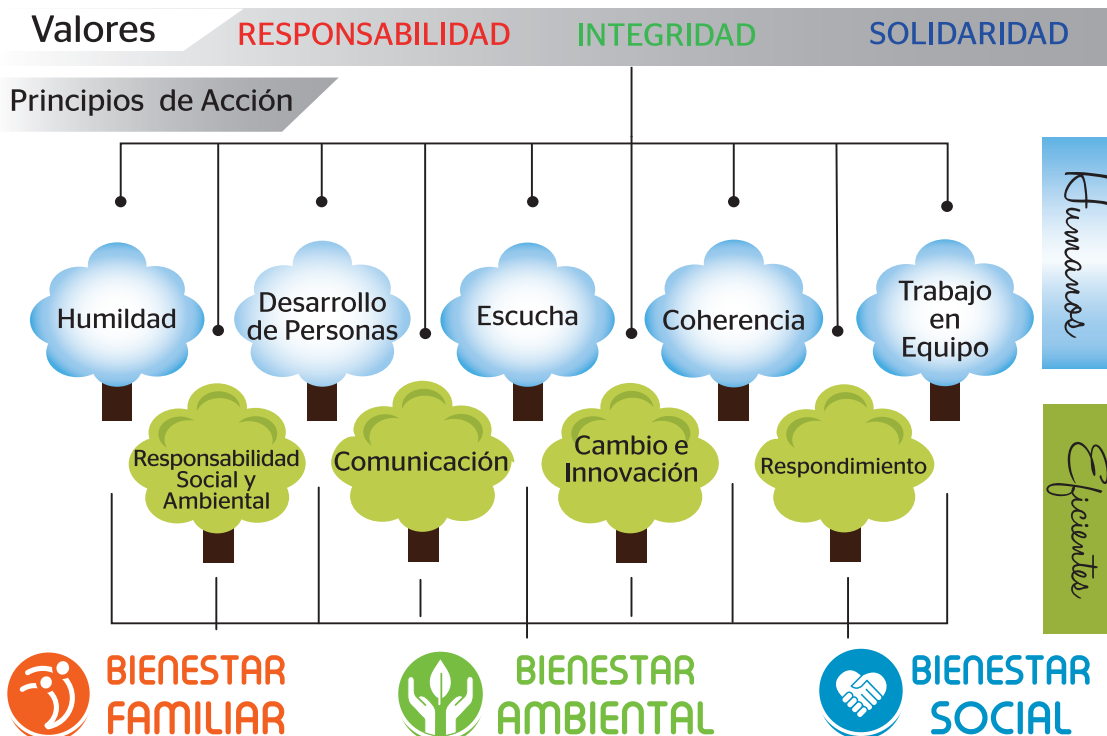 Valores
RESPONSABILIDAD
INTEGRIDAD
SOLIDARIDAD
Principios de Acción
Humanos
Humildad
Desarrollo
de Personas
Escucha
Coherencia
Trabajo
en
Equipo
Eficientes
Responsabilidad
Social y
Ambiental
Comunicación
Cambio e
Innovación
Respondimiento
BIENESTAR
FAMILIAR
BIENESTAR
AMBIENTAL
BIENESTAR
SOCIAL